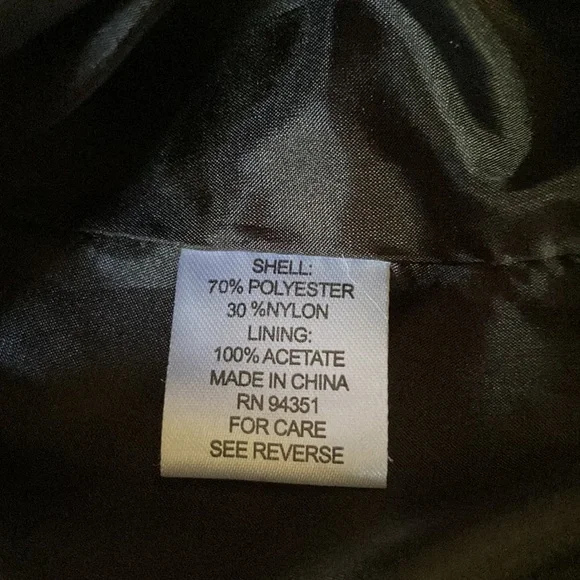 SHELL:
70% POLYESTER
30 %NYLON
LINING:
100% ACETATE
MADE IN CHINA
RN 94351
FOR CARE
SEE REVERSE